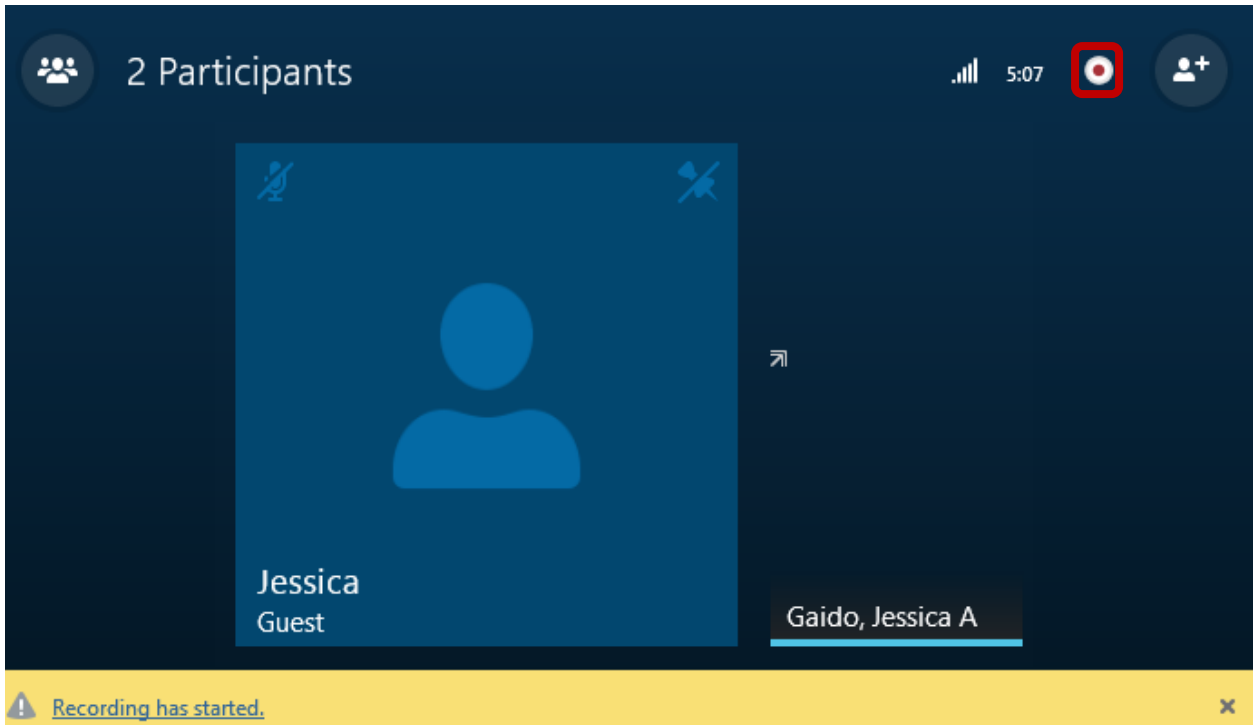 2 Participants
5:07
Jessica
Guest
Gaido, Jessica A
Recording has started.